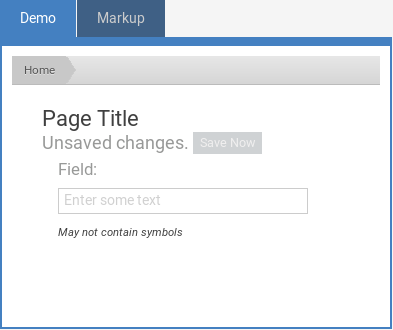 Demo Markup
Home
Page Title
Unsaved changes. Save Now
Field:
Enter some text
May not contain symbols